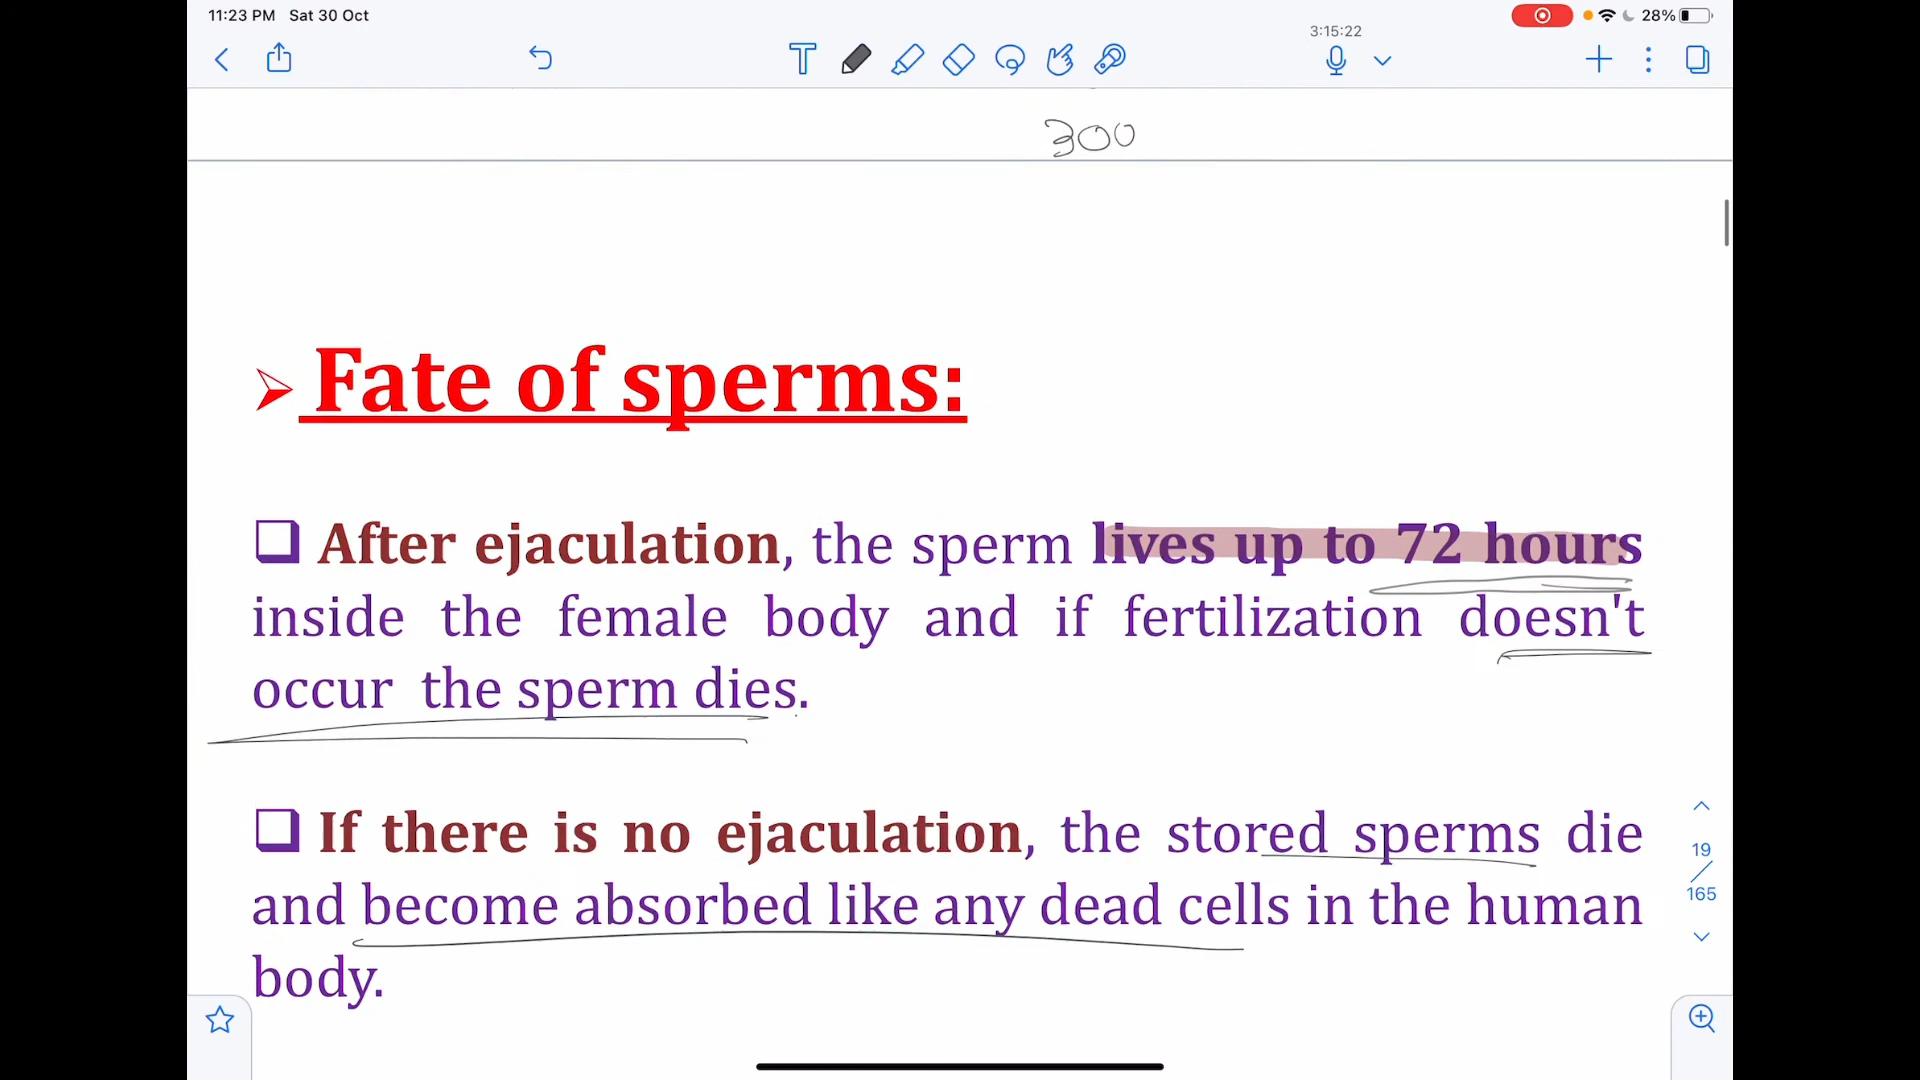 11:23 PM Sat 30 Oct
28%
3:15:22
300
Fate of sperms:
After ejaculation, the sperm lives up to 72 hours
inside the female body and if fertilization doesn't
occur the sperm dies.
If there is no ejaculation, the stored sperms die
and become absorbed like any dead cells in the human
body.
19
165